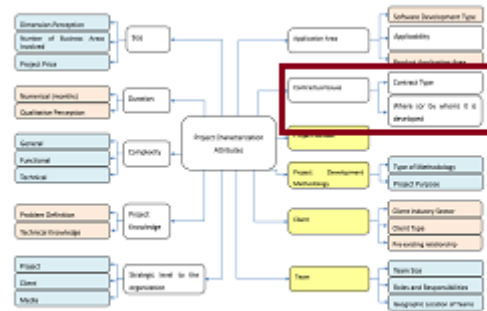 Dimension Perception
Number of Business Areas
Involved
Project Price
Size
Numerical (months)
Qualitative Perception
Duration
General
Functional
Technical
Complexity
Problem Definition
Technical Knowledge
Project
Knowledge
Project
Client
Media
Strategic level to the
organization
Project Characterization
Attributes
Application Area
Software Development Type
Applicability
Product Application Area
Contractual Issues
Contract Type
Where (or by whom) it is
developed
Project Development
Methodology
Type of Methodology
Project Purpose
Client
Client Industry Sector
Client Type
Pre-existing relationship
Team
Team Size
Roles and Responsibilities
Geographic Location of Teams